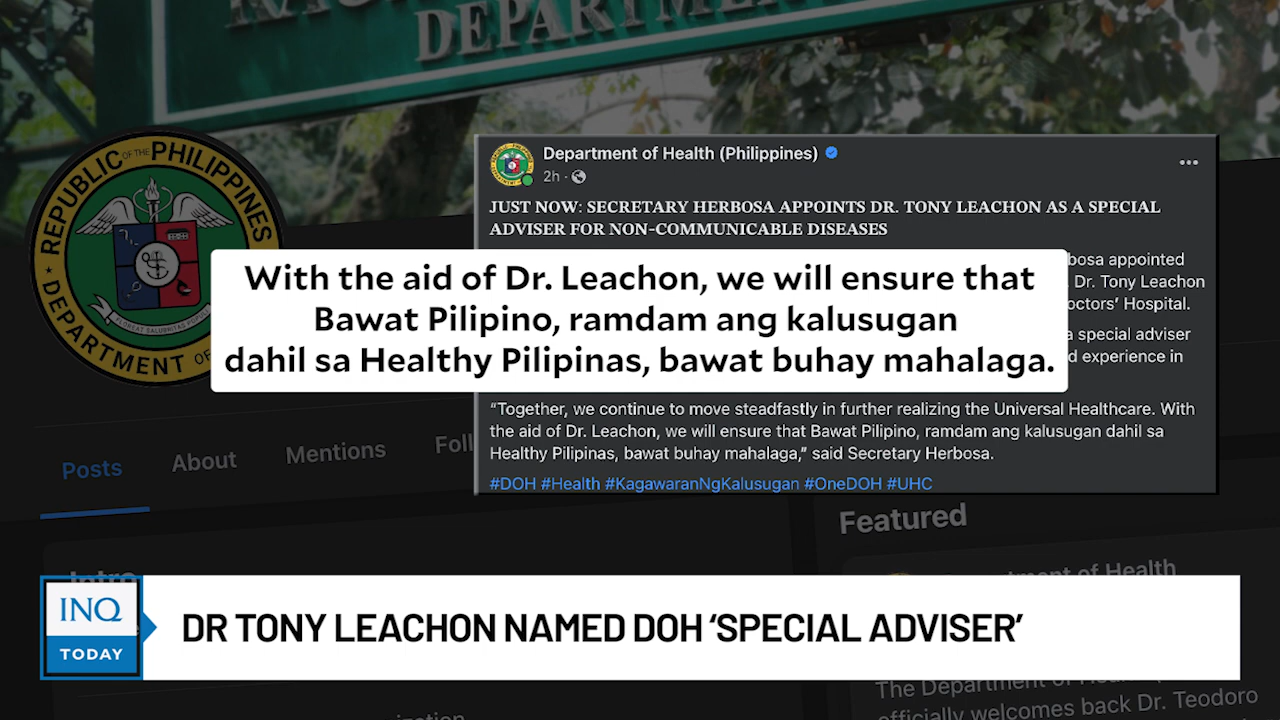 DEPARTMENT
REPUBLIC OF THE PHILIPPINES
DEPARTMENT OF
Department of Health (Philippines)
2h ·
JUST NOW: SECRETARY HERBOSA APPOINTS DR. TONY LEACHON AS A SPECIAL
ADVISER FOR NON-COMMUNICABLE DISEASES
appointed
Dr. Tony Leachon
Hospital.
special adviser
experience in
With the aid of Dr. Leachon, we will ensure that
Bawat Pilipino, ramdam ang kalusugan
dahil sa Healthy Pilipinas, bawat buhay mahalaga.
“Together, we continue to move steadfastly in further realizing the Universal Healthcare. With
the aid of Dr. Leachon, we will ensure that Bawat Pilipino, ramdam ang kalusugan dahil sa
Healthy Pilipinas, bawat buhay mahalaga,” said Secretary Herbosa.
#DOH #Health #KagawaranNgKalusugan #OneDOH #UHC
Posts
About
Mentions
Featured
Intro
of Health
INQ
TODAY
DR TONY LEACHON NAMED DOH ‘SPECIAL ADVISER’
The Department of
officially welcomes back Dr. Teodoro